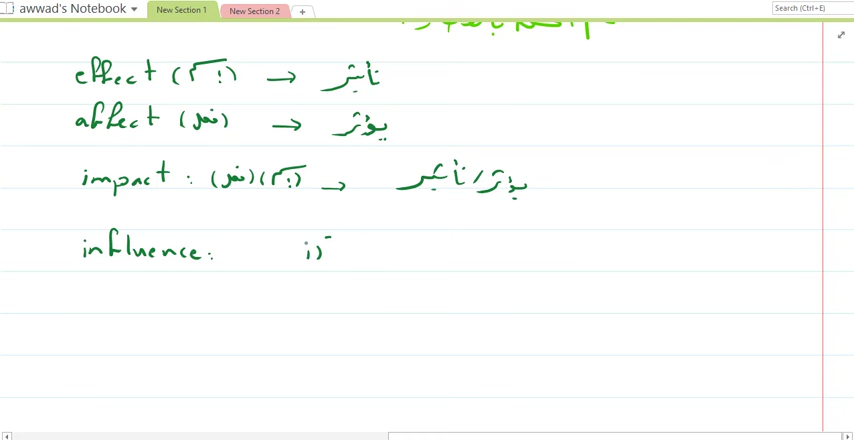 awwad's Notebook New Section 1 New Section 2 + Search (Ctrl+E)
effect (اسم) → تأثير
affect (فعل) → يؤثر
impact : (فعل) (اسم) → يؤثر / تأثير
influence :